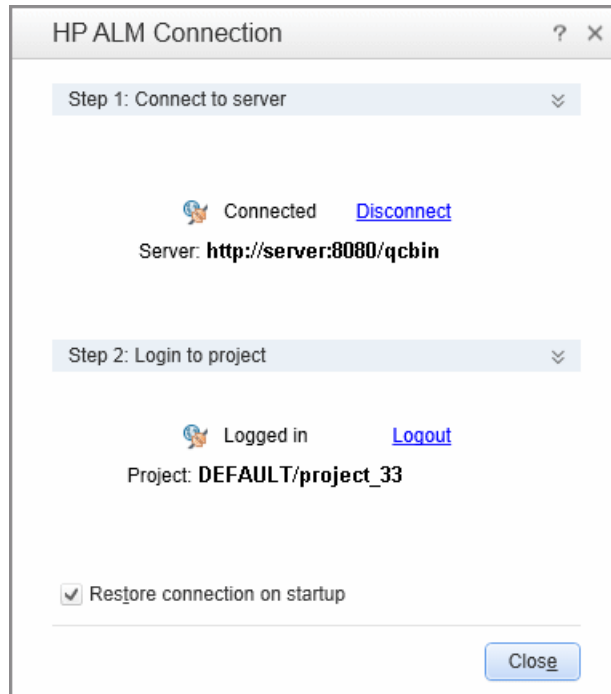 HP ALM Connection ? ×
Step 1: Connect to server
Connected Disconnect
Server: http://server:8080/qcbin
Step 2: Login to project
Logged in Logout
Project: DEFAULT/project_33
Restore connection on startup
Close